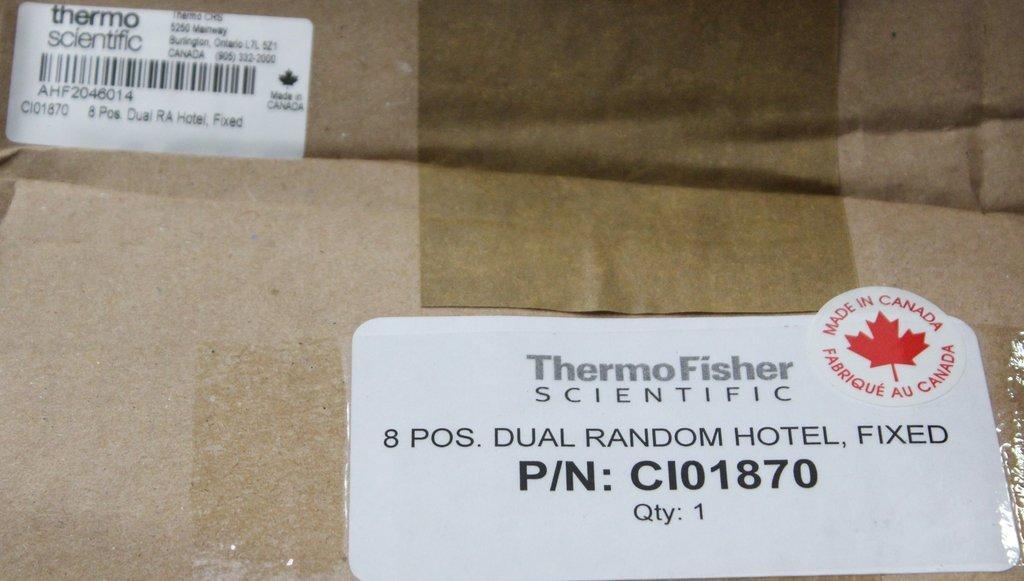 thermo
scientific
Thermo CRS
5250 Mainway
Burlington, Ontario L7L 5Z1
CANADA (905) 332-2000
AHF2046014
Made in
CANADA
CI01870 8 Pos. Dual RA Hotel, Fixed
MADE IN CANADA
FABRIQUÉ AU CANADA
ThermoFisher
SCIENTIFIC
8 POS. DUAL RANDOM HOTEL, FIXED
P/N: CI01870
Qty: 1